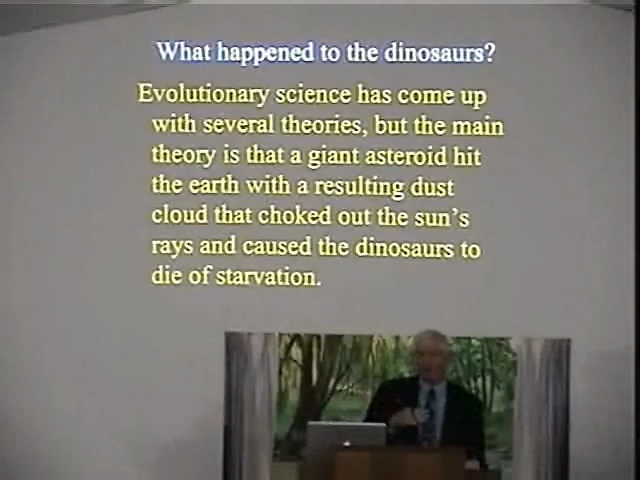 What happened to the dinosaurs?
Evolutionary science has come up
with several theories, but the main
theory is that a giant asteroid hit
the earth with a resulting dust
cloud that choked out the sun's
rays and caused the dinosaurs to
die of starvation.